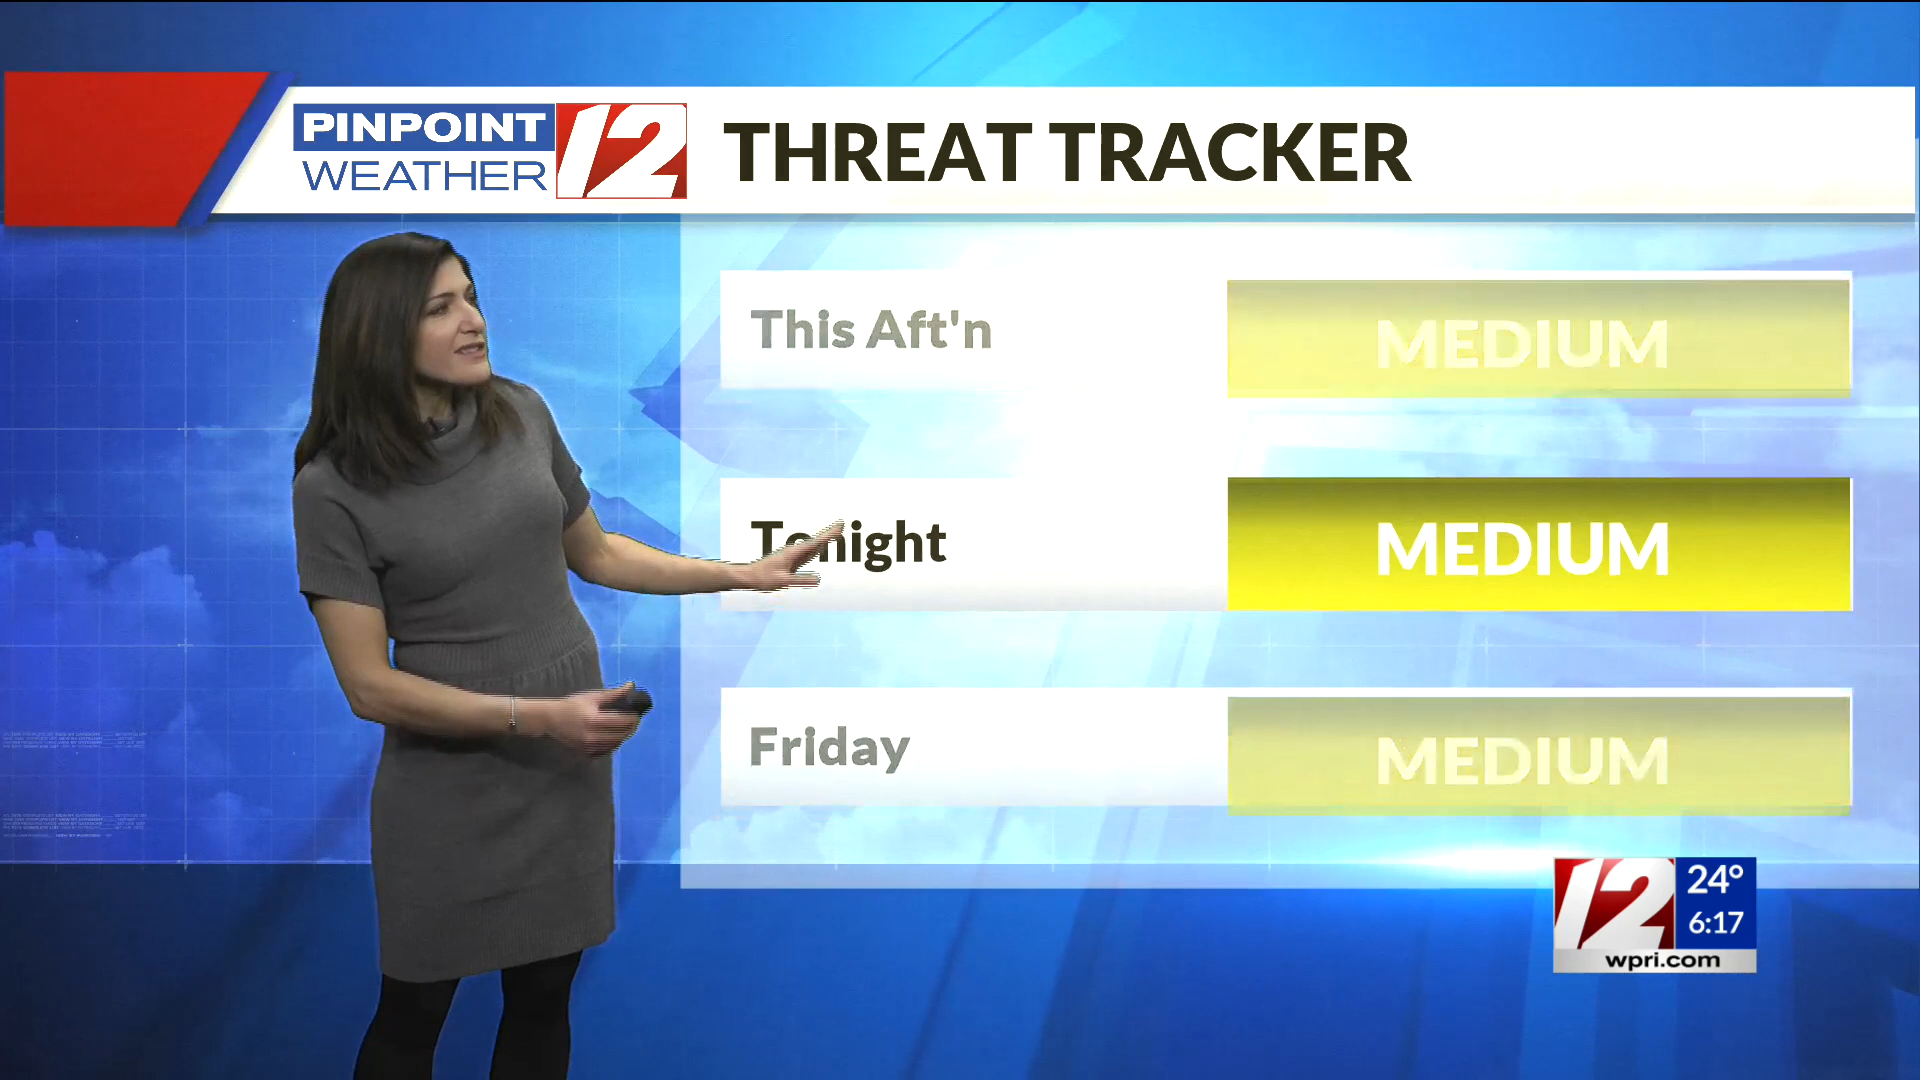 PINPOINT
WEATHER
12
THREAT TRACKER
This Aft'n
MEDIUM
Tonight
MEDIUM
Friday
MEDIUM
12
24°
6:17
wpri.com